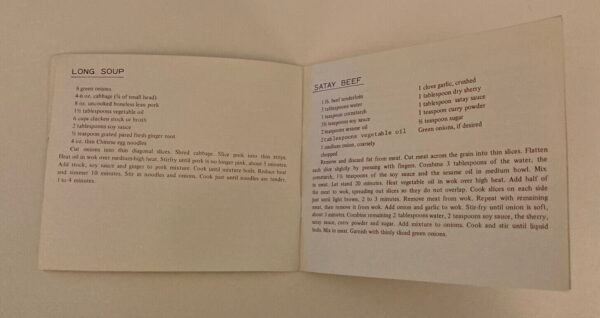 LONG SOUP
6 green onions
4-6 oz. cabbage (¼ of small head)
8 oz. uncooked boneless lean pork
1½ tablespoons vegetable oil
6 cups chicken stock or broth
2 tablespoons soy sauce
½ teaspoon grated pared fresh ginger root
4 oz. thin Chinese egg noodles
Cut onions into thin diagonal slices. Shred cabbage. Slice pork into thin strips.
Heat oil in wok over medium-high heat. Stir-fry until pork is no longer pink, about 5 minutes.
Add stock, soy sauce and ginger to pork mixture. Cook until mixture boils. Reduce heat
and simmer 10 minutes. Stir in noodles and onions. Cook just until noodles are tender,
1 to 4 minutes.
SATAY BEEF
1 lb. beef tenderloin
5 tablespoons water
1 teaspoon cornstarch
3½ teaspoons soy sauce
2 teaspoons sesame oil
2 tablespoons vegetable oil
1 medium onion, coarsely
chopped
1 clove garlic, crushed
1 tablespoon dry sherry
1 tablespoon satay sauce
1 teaspoon curry powder
½ teaspoon sugar
Green onions, if desired
Remove and discard fat from meat. Cut meat across the grain into thin slices. Flatten
each slice slightly by pressing with fingers. Combine 3 tablespoons of the water, the
cornstarch, 1½ teaspoons of the soy sauce and the sesame oil in medium bowl. Mix
in meat. Let stand 20 minutes. Heat vegetable oil in wok over high heat. Add half of
the meat to wok, spreading out slices so they do not overlap. Cook slices on each side
just until light brown, 2 to 3 minutes. Remove meat from wok. Repeat with remaining
meat, then remove it from wok. Add onion and garlic to wok. Stir-fry until onion is soft,
about 3 minutes. Combine remaining 2 tablespoons water, 2 teaspoons soy sauce, the sherry,
satay sauce, curry powder and sugar. Add mixture to onions. Cook and stir until liquid
boils. Mix in meat. Garnish with thinly sliced green onions.